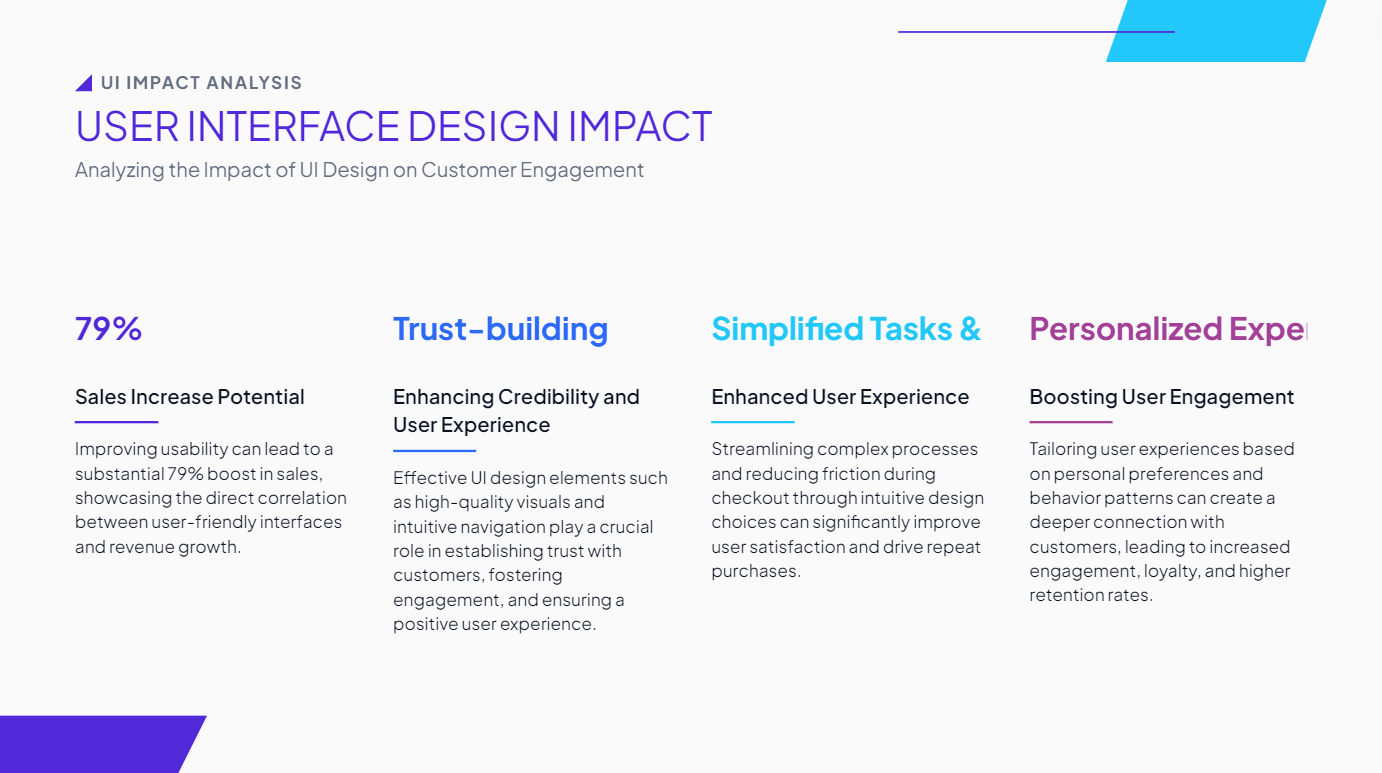 UI IMPACT ANALYSIS
USER INTERFACE DESIGN IMPACT
Analyzing the Impact of UI Design on Customer Engagement
79%
Sales Increase Potential
Improving usability can lead to a
substantial 79% boost in sales,
showcasing the direct correlation
between user-friendly interfaces
and revenue growth.
Trust-building
Enhancing Credibility and
User Experience
Effective UI design elements such
as high-quality visuals and
intuitive navigation play a crucial
role in establishing trust with
customers, fostering
engagement, and ensuring a
positive user experience.
Simplified Tasks &
Enhanced User Experience
Streamlining complex processes
and reducing friction during
checkout through intuitive design
choices can significantly improve
user satisfaction and drive repeat
purchases.
Personalized Exper
Boosting User Engagement
Tailoring user experiences based
on personal preferences and
behavior patterns can create a
deeper connection with
customers, leading to increased
engagement, loyalty, and higher
retention rates.